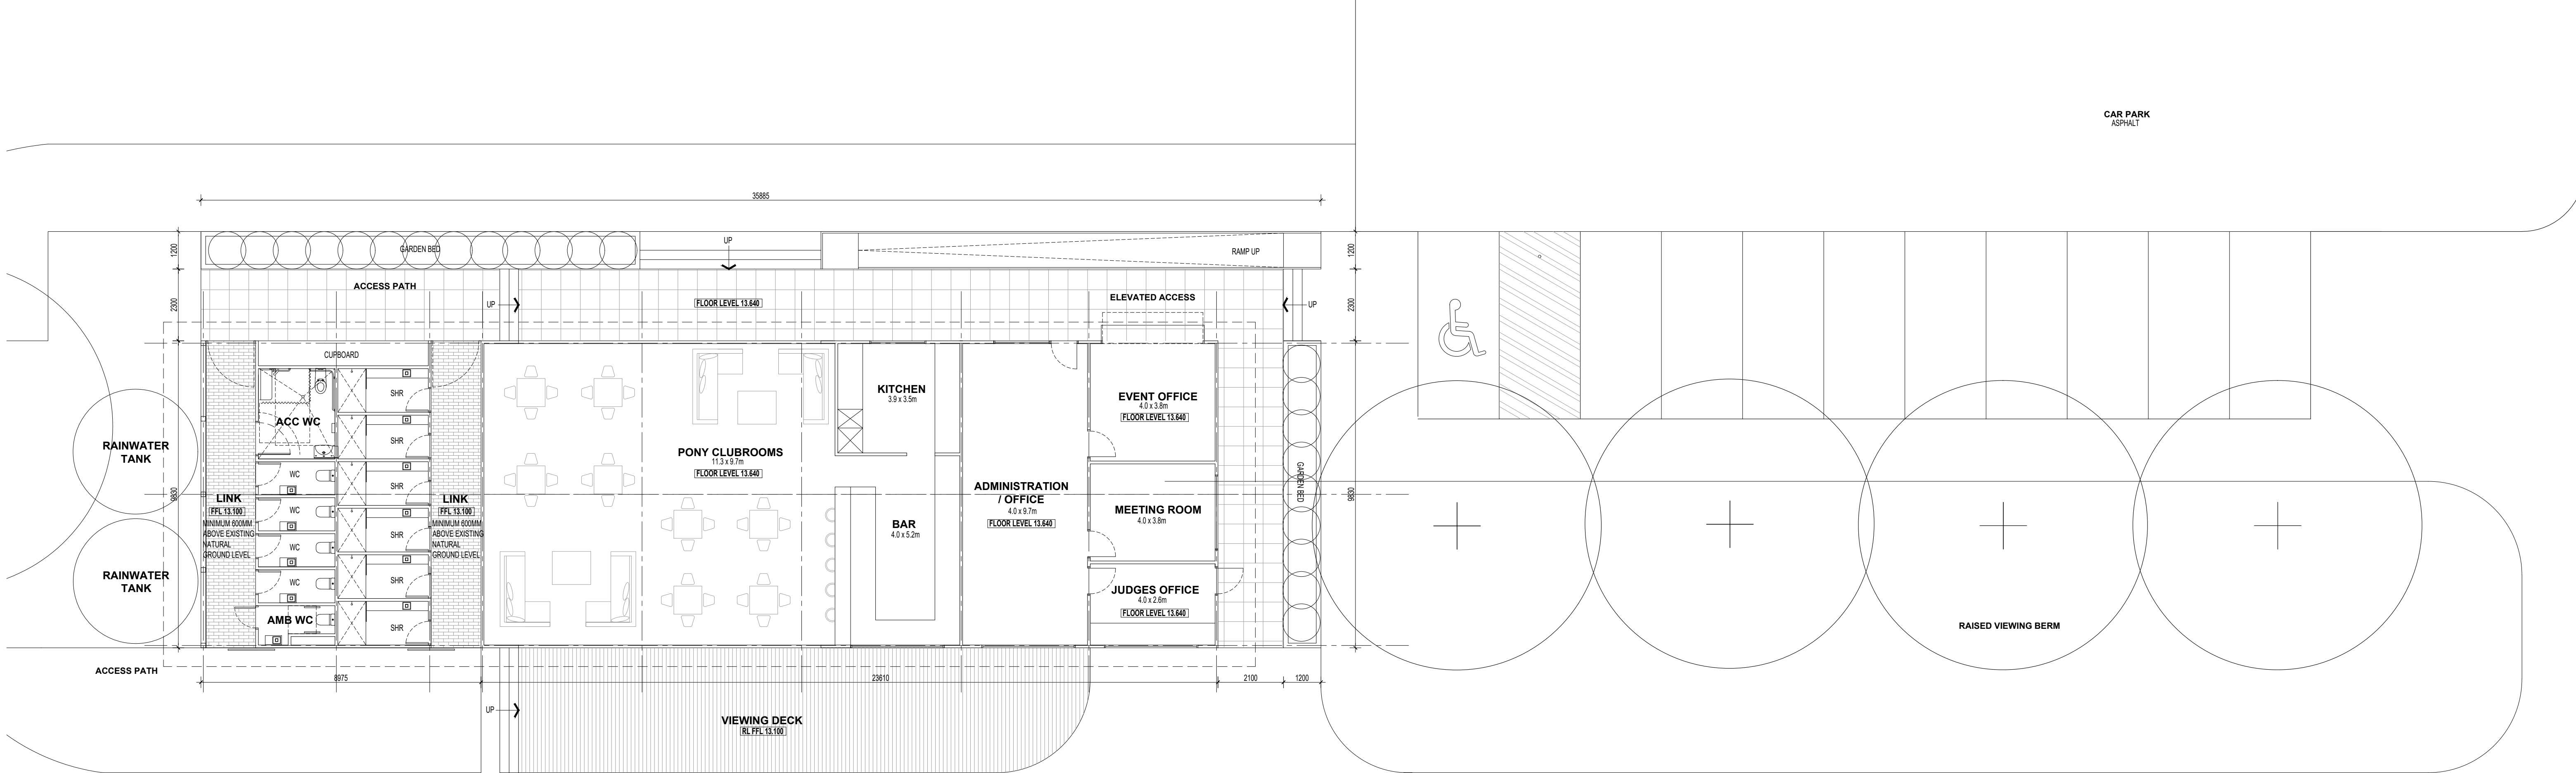 CAR PARK
ASPHALT
35885
1200
GARDEN BED
UP
RAMP UP
1200
2300
ACCESS PATH
UP
FLOOR LEVEL 13.640
ELEVATED ACCESS
UP
2300
CUPBOARD
SHR
ACC WC
SHR
WC
SHR
WC
SHR
WC
SHR
WC
SHR
AMB WC
RAINWATER
TANK
RAINWATER
TANK
9830
LINK
FFL 13.100
MINIMUM 600MM
ABOVE EXISTING
NATURAL
GROUND LEVEL
LINK
FFL 13.100
MINIMUM 600MM
ABOVE EXISTING
NATURAL
GROUND LEVEL
PONY CLUBROOMS
11.3 x 9.7m
FLOOR LEVEL 13.640
KITCHEN
3.9 x 3.5m
BAR
4.0 x 5.2m
ADMINISTRATION
/ OFFICE
4.0 x 9.7m
FLOOR LEVEL 13.640
EVENT OFFICE
4.0 x 3.8m
FLOOR LEVEL 13.640
MEETING ROOM
4.0 x 3.8m
JUDGES OFFICE
4.0 x 2.6m
FLOOR LEVEL 13.640
GARDEN BED
9830
RAISED VIEWING BERM
ACCESS PATH
8975
23610
2100
1200
UP
VIEWING DECK
RL FFL 13.100